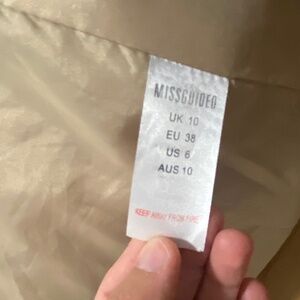 MISSGUIDED
UK 10
EU 38
US 6
AUS 10
KEEP AWAY FROM FIRE